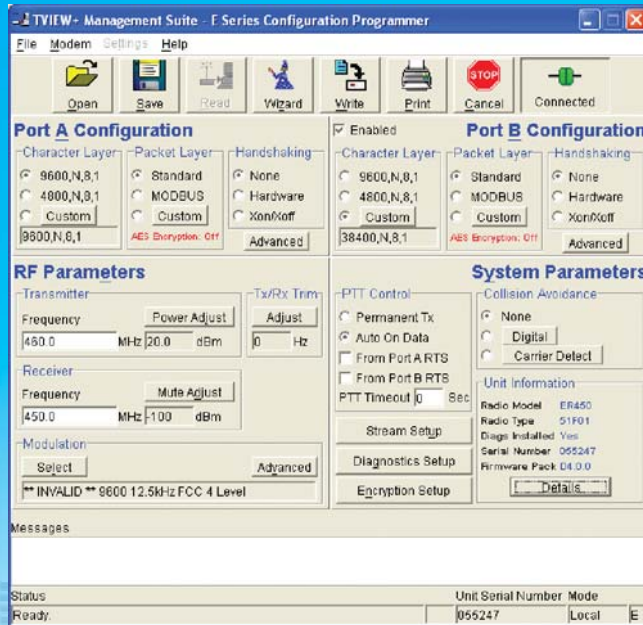 TVIEW+ Management Suite - E Series Configuration Programmer
File Modem Settings Help
Open Save Read Wizard Write Print Cancel Connected
STOP
Port A Configuration
Character Layer
9600,N,8,1
4800,N,8,1
Custom
9600,N,8,1
Packet Layer
Standard
MODBUS
Custom
AES Encryption: Off
Handshaking
None
Hardware
Xon/Xoff
Advanced
Enabled
Port B Configuration
Character Layer
9600,N,8,1
4800,N,8,1
Custom
38400,N,8,1
Packet Layer
Standard
MODBUS
Custom
AES Encryption: Off
Handshaking
None
Hardware
Xon/Xoff
Advanced
RF Parameters
Transmitter
Frequency
Power Adjust
460.0 MHz 20.0 dBm
Tx/Rx Trim
Adjust
0 Hz
Receiver
Frequency
Mute Adjust
450.0 MHz -100 dBm
Modulation
Select
Advanced
** INVALID ** 9600 12.5kHz FCC 4 Level
System Parameters
PTT Control
Permanent Tx
Auto On Data
From Port A RTS
From Port B RTS
PTT Timeout 0 Sec
Stream Setup
Diagnostics Setup
Encryption Setup
Collision Avoidance
None
Digital
Carrier Detect
Unit Information
Radio Model ER450
Radio Type 51F01
Diags Installed Yes
Serial Number 055247
Firmware Pack D4.0.0
Details
Messages
Status Unit Serial Number Mode
Ready. 055247 Local E